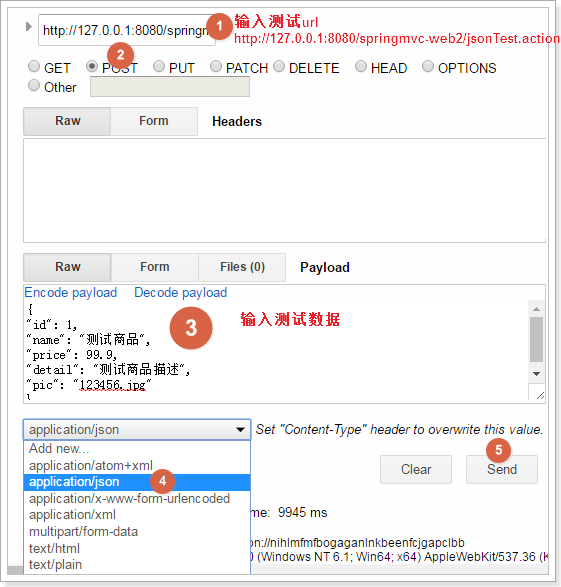 http://127.0.0.1:8080/springm
1
输入测试url
http://127.0.0.1:8080/springmvc-web2/jsonTest.action
2
GET POST PUT PATCH DELETE HEAD OPTIONS
Other
Raw Form Headers
Raw Form Files (0) Payload
Encode payload Decode payload
{
"id": 1,
"name": "测试商品",
"price": 99.9,
"detail": "测试商品描述",
"pic": "123456.jpg"
3
输入测试数据
application/json Set "Content-Type" header to overwrite this value.
Add new...
application/atom+xml
application/json
4
application/x-www-form-urlencoded
application/xml
multipart/form-data
text/html
text/plain
5
Clear Send
me: 9945 ms
on://nihlmfmfbogaganlnkbeenfcjgapclbb
0 (Windows NT 6.1; Win64; x64) AppleWebKit/537.36 (K